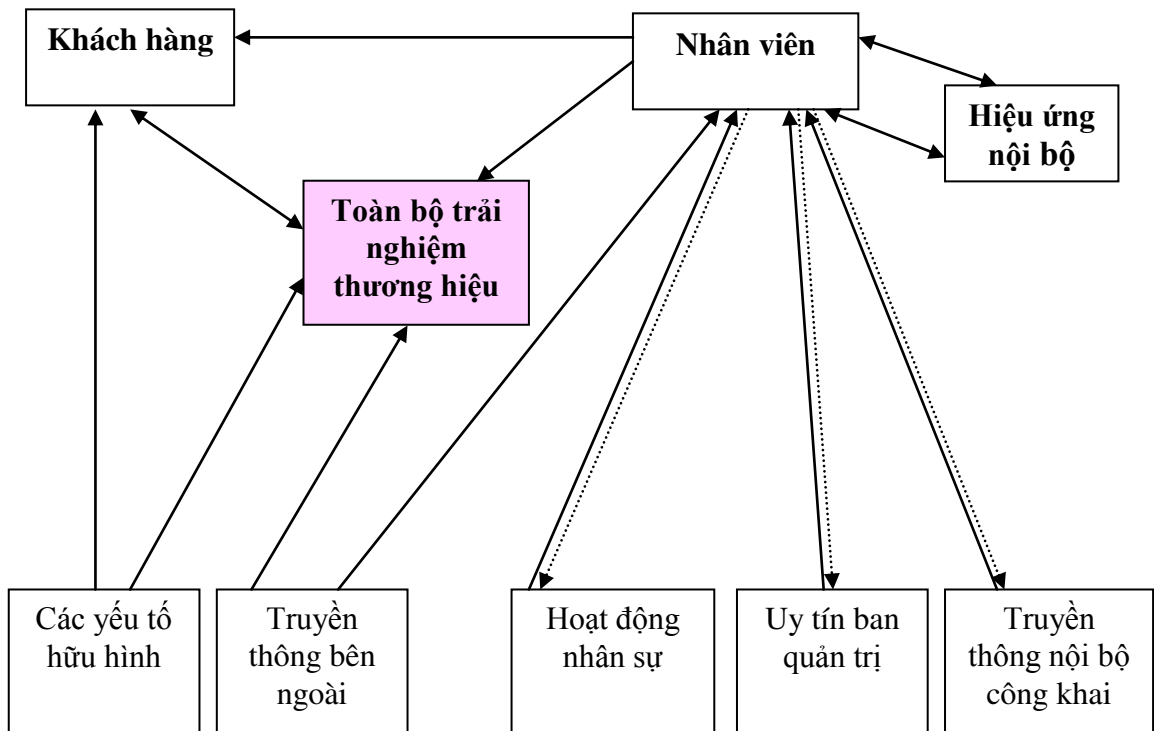 Khách hàng
Nhân viên
Hiệu ứng
nội bộ
Toàn bộ trải
nghiệm
thương hiệu
Các yếu tố
hữu hình
Truyền
thông bên
ngoài
Hoạt động
nhân sự
Uy tín ban
quản trị
Truyền
thông nội bộ
công khai